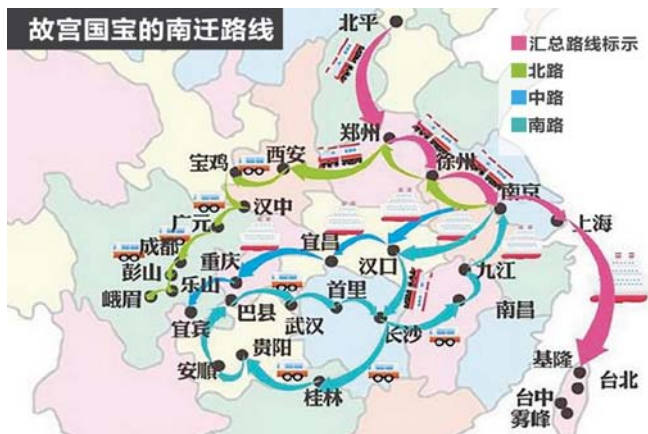 故宫国宝的南迁路线
汇总路线标示
北路
中路
南路
北平
郑州
徐州
南京
上海
西安
宝鸡
汉中
广元
成都
彭山
乐山
峨眉
重庆
宜昌
汉口
九江
南昌
宜宾
巴县
武汉
首里
长沙
贵阳
安顺
桂林
基隆
台北
台中
雾峰